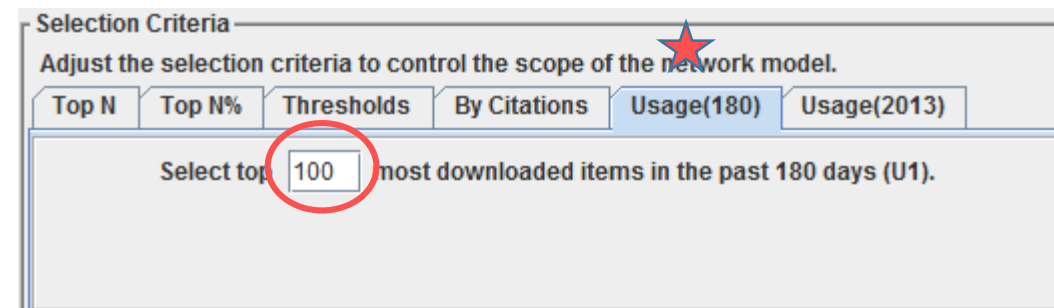 Selection Criteria
Adjust the selection criteria to control the scope of the network model.
Top N Top N% Thresholds By Citations Usage(180) Usage(2013)
Select top 100 most downloaded items in the past 180 days (U1).